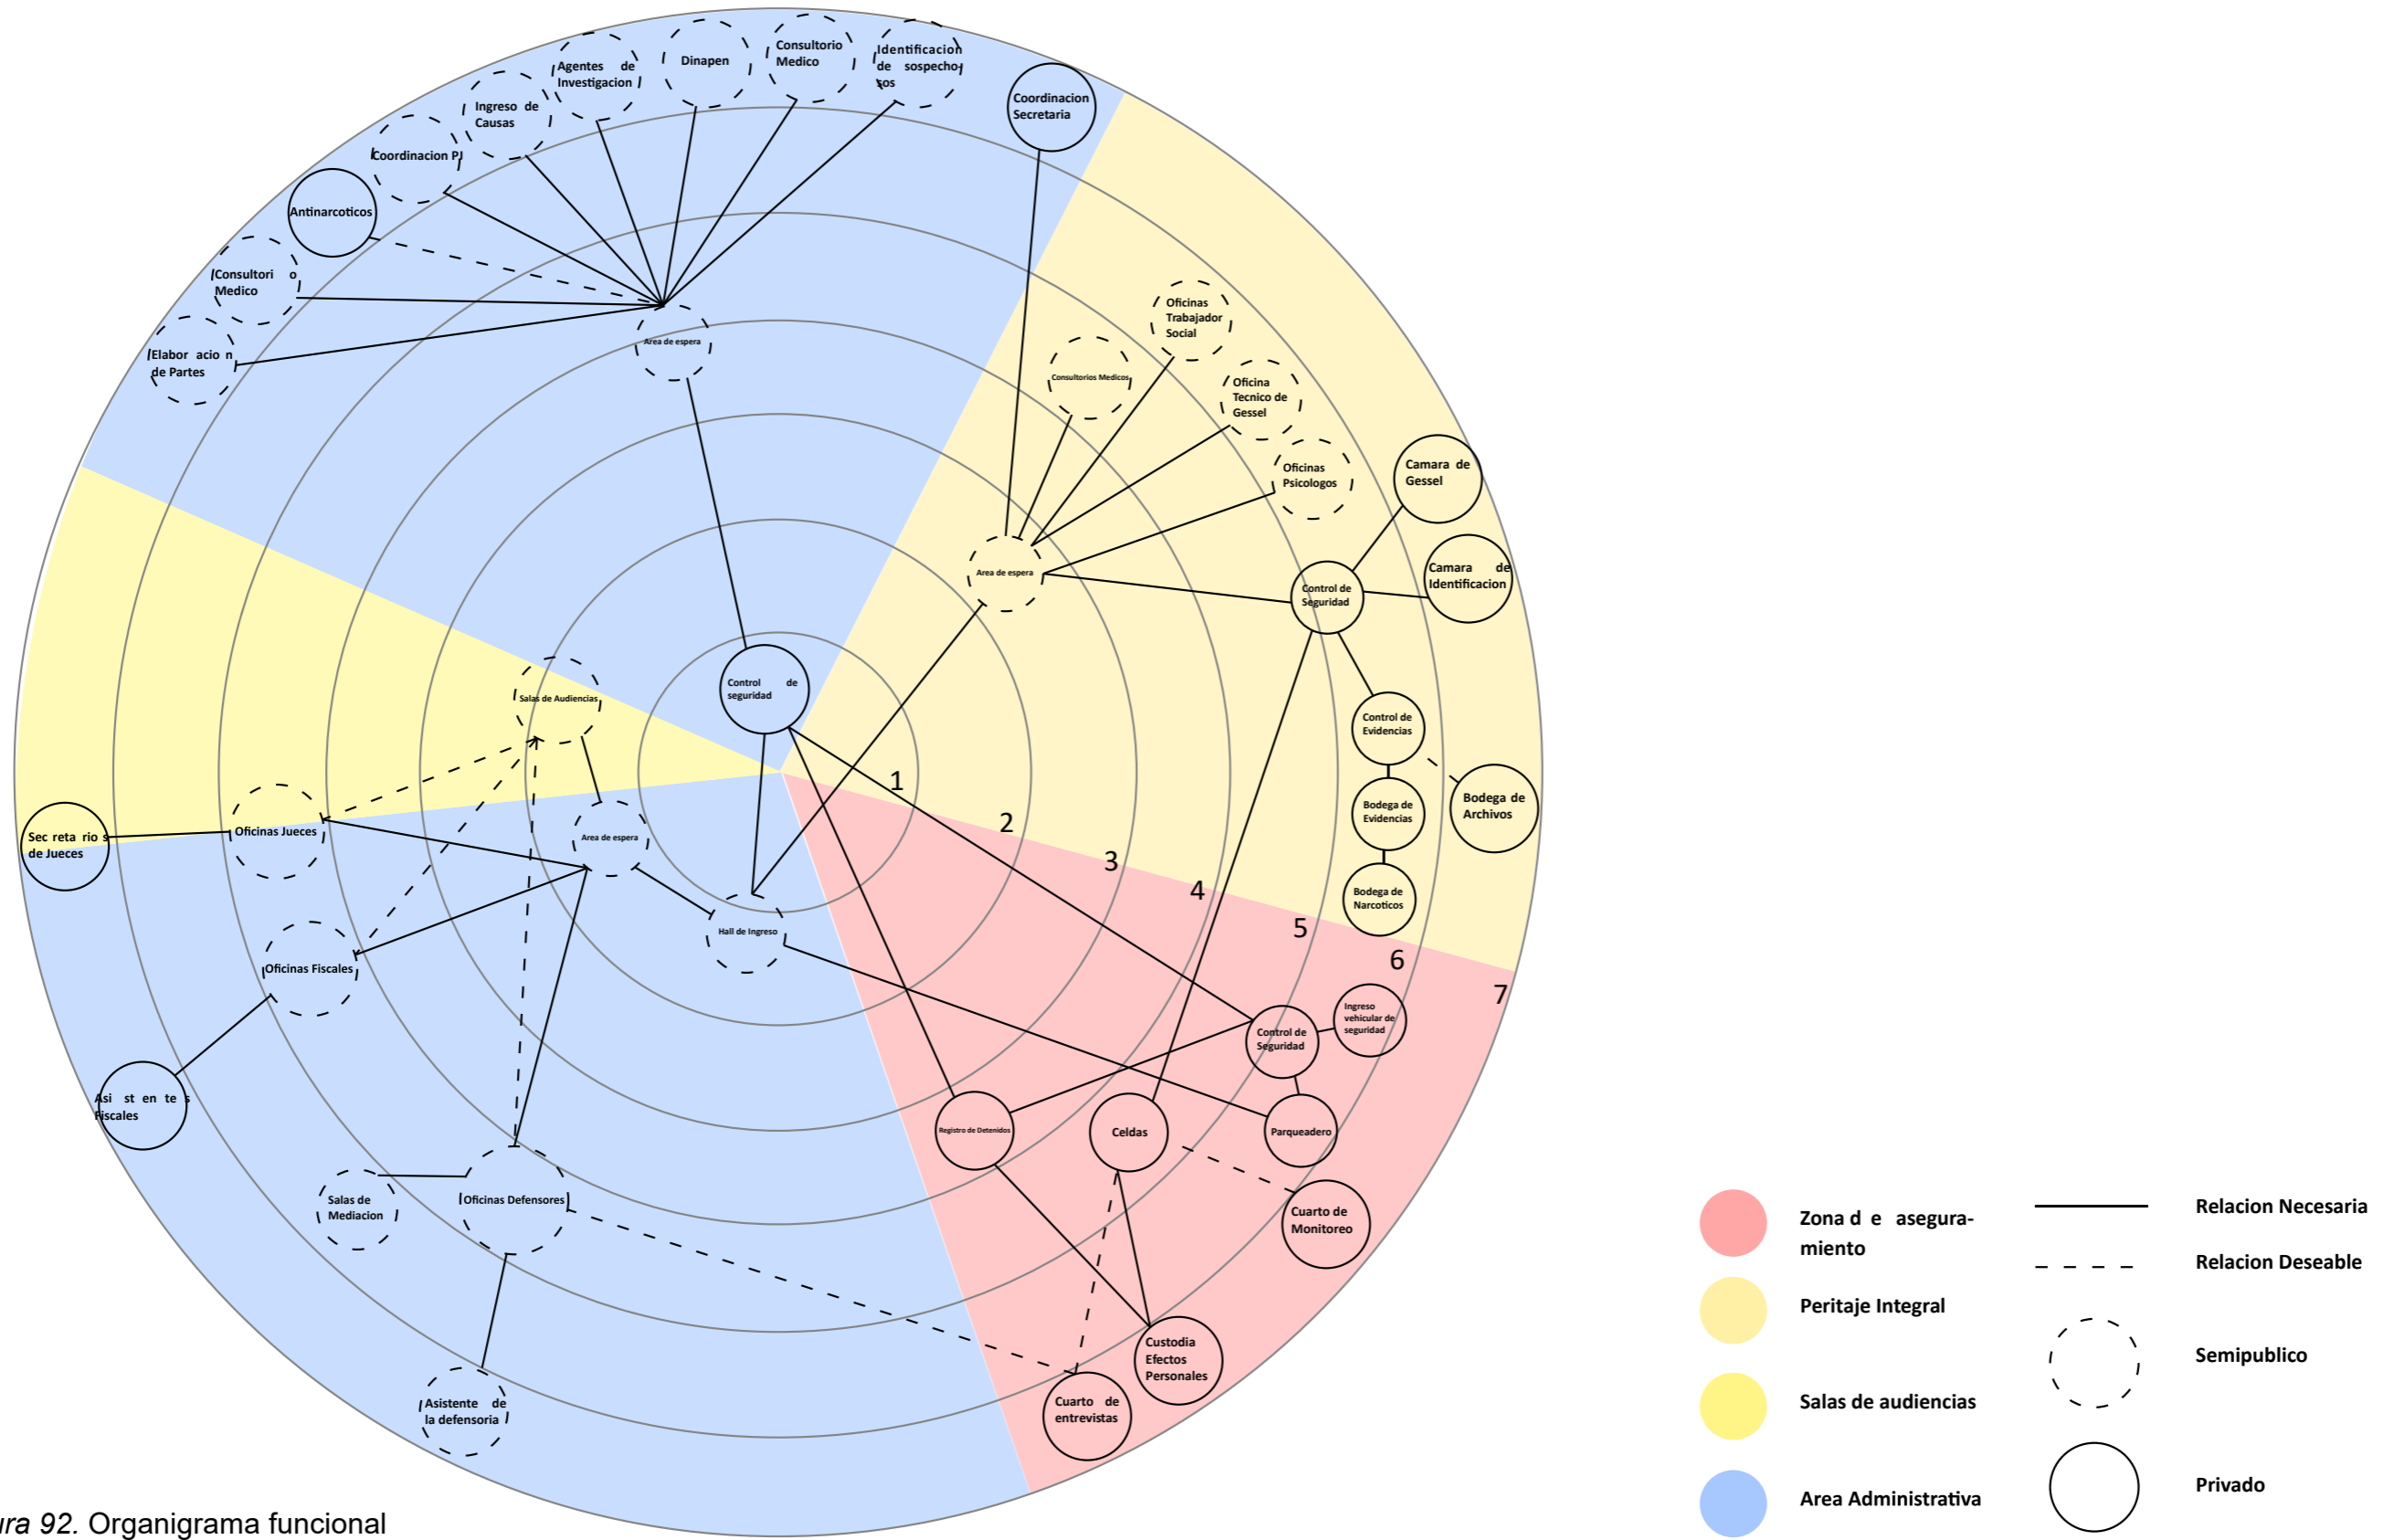 Consultorio
Medico
Identificacion
de sospecho-
sos
Dinapen
Agentes de
Investigacion
Ingreso de
Causas
Coordinacion
Secretaria
Coordinacion PJ
Antinarcoticos
Consultori o
Medico
Elabor acio n
de Partes
Area de espera
Oficinas
Trabajador
Social
Consultorios Medicos
Oficina
Tecnico de
Gessel
Oficinas
Psicologos
Camara de
Gessel
Area de espera
Control de
Seguridad
Camara de
Identificacion
Control de
seguridad
Salas de Audiencias
Control de
Evidencias
1
Bodega de
Evidencias
Bodega de
Archivos
2
3
4
5
6
7
Bodega de
Narcoticos
Sec reta rio s
de Jueces
Oficinas Jueces
Area de espera
Hall de Ingreso
Oficinas Fiscales
Ingreso
vehicular de
seguridad
Control de
Seguridad
Asi st en te s
Fiscales
Registro de Detenidos
Celdas
Parqueadero
Salas de
Mediacion
Oficinas Defensores
Cuarto de
Monitoreo
Custodia
Efectos
Personales
Asistente de
la defensoria
Cuarto de
entrevistas
Zona d e asegura-
miento
Peritaje Integral
Salas de audiencias
Area Administrativa
Relacion Necesaria
Relacion Deseable
Semipublico
Privado
ura 92. Organigrama funcional